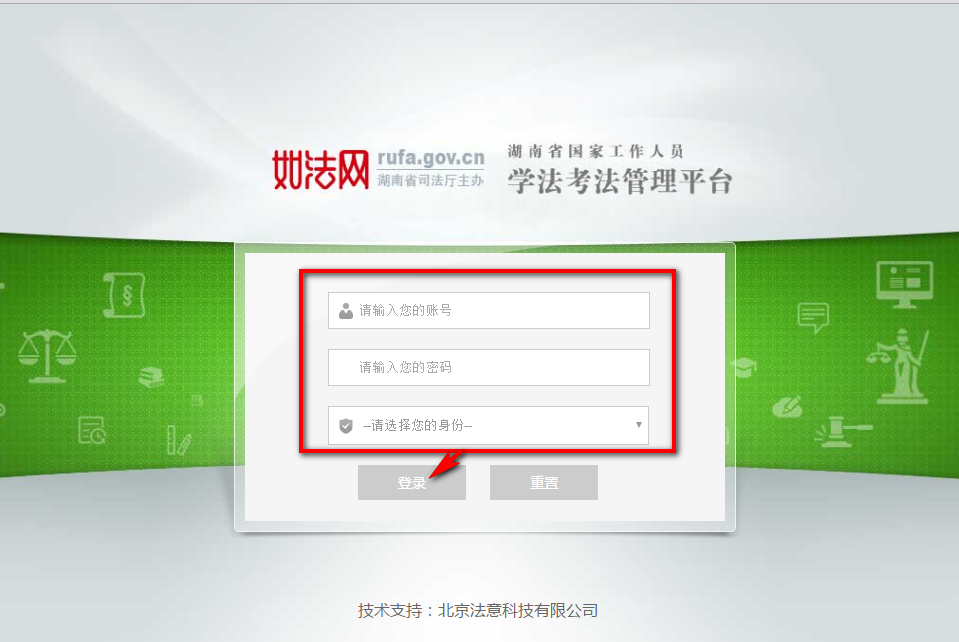 如法网
rufa.gov.cn
湖南省司法厅主办
湖南省国家工作人员
学法考法管理平台
请输入您的账号
请输入您的密码
--请选择您的身份--
登录
重置
技术支持：北京法意科技有限公司